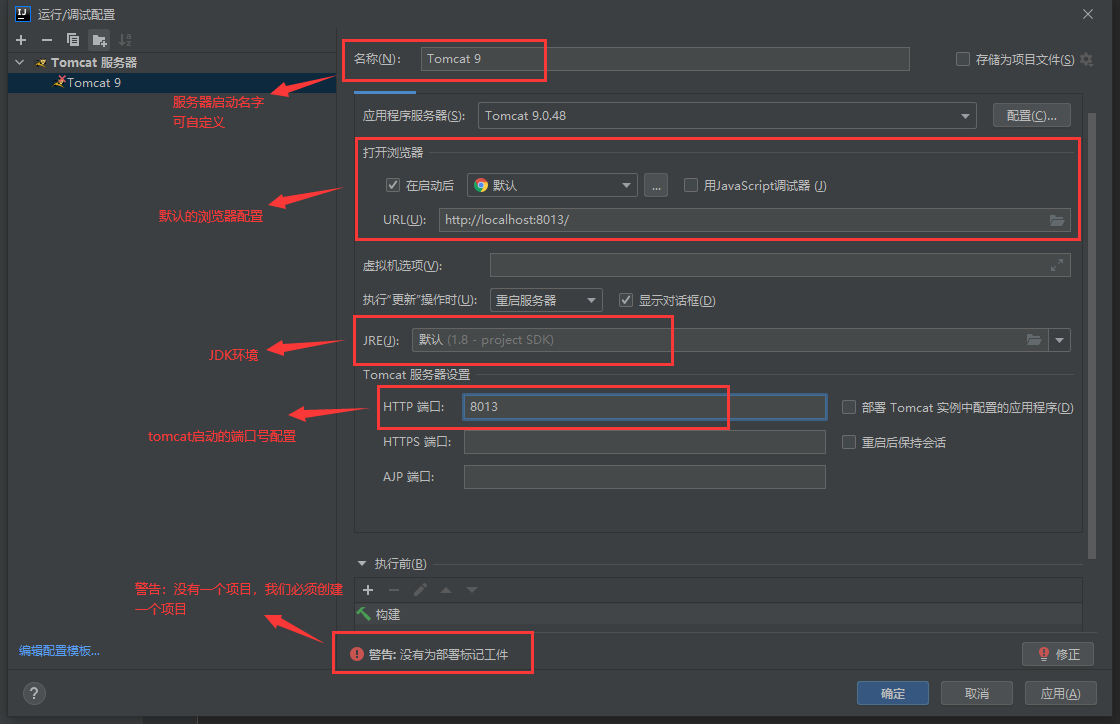 运行/调试配置
Tomcat 服务器
Tomcat 9
服务器启动名字
可自定义
名称(N):
Tomcat 9
存储为项目文件(S)
应用程序服务器(S):
Tomcat 9.0.48
配置(C)...
打开浏览器
在启动后
默认
...
用JavaScript调试器 (J)
默认的浏览器配置
URL(U):
http://localhost:8013/
虚拟机选项(V):
执行“更新”操作时(U):
重启服务器
显示对话框(D)
JRE(J):
默认 (1.8 - project SDK)
JDK环境
Tomcat 服务器设置
HTTP 端口:
8013
部署 Tomcat 实例中配置的应用程序(D)
tomcat启动的端口号配置
HTTPS 端口:
重启后保持会话
AJP 端口:
执行前(B)
构建
警告：没有一个项目，我们必须创建
一个项目
编辑配置模板...
警告: 没有为部署标记工件
修正
?
确定
取消
应用(A)